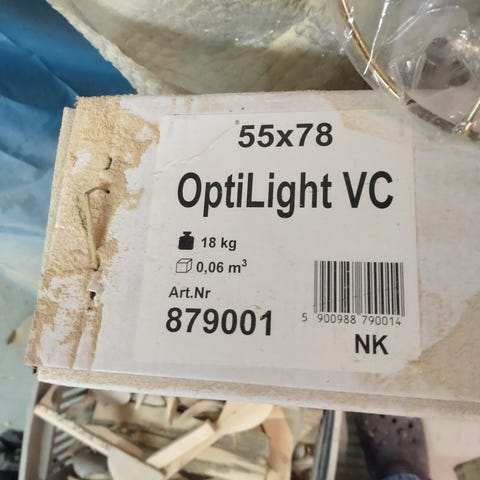 55x78
OptiLight VC
18 kg
0,06 m³
Art.Nr
879001
5 900988 790014
NK